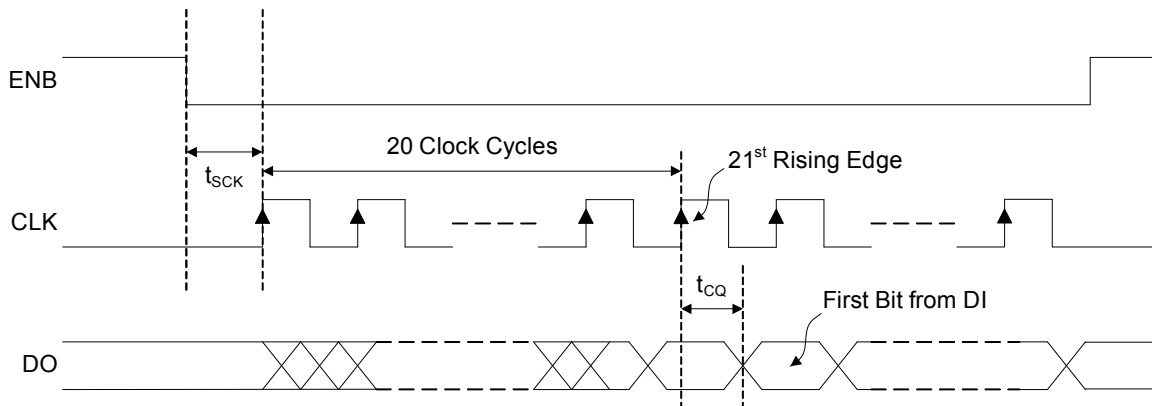 ENB
20 Clock Cycles
21st Rising Edge
tSCK
CLK
tCQ
First Bit from DI
DO